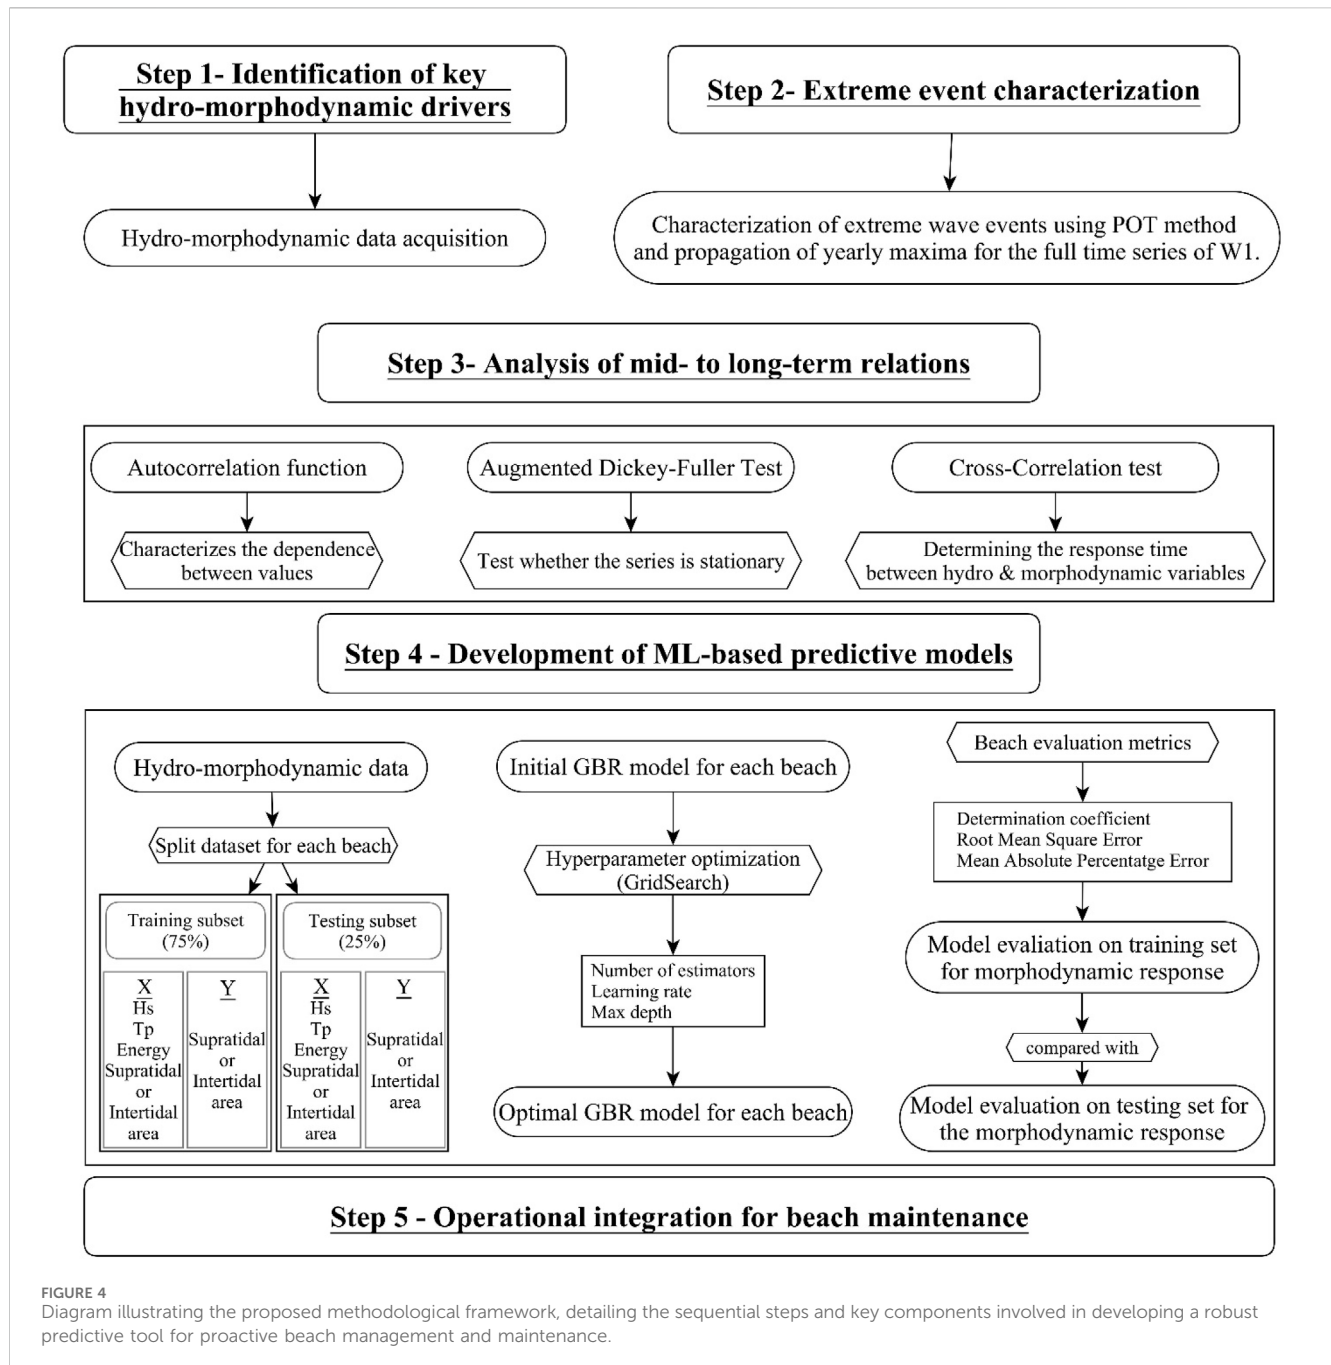 Step 1- Identification of key
hydro-morphodynamic drivers
Hydro-morphodynamic data acquisition
Step 2- Extreme event characterization
Characterization of extreme wave events using POT method
and propagation of yearly maxima for the full time series of W1.
Step 3- Analysis of mid- to long-term relations
Autocorrelation function
Characterizes the dependence
between values
Augmented Dickey-Fuller Test
Test whether the series is stationary
Cross-Correlation test
Determining the response time
between hydro & morphodynamic variables
Step 4 - Development of ML-based predictive models
Hydro-morphodynamic data
Split dataset for each beach
Training subset
(75%)
X
Hs
Tp
Energy
Supratidal
or
Intertidal
area
Y
Supratidal
or
Intertidal
area
Testing subset
(25%)
X
Hs
Tp
Energy
Supratidal
or
Intertidal
area
Y
Supratidal
or
Intertidal
area
Initial GBR model for each beach
Hyperparameter optimization
(GridSearch)
Number of estimators
Learning rate
Max depth
Optimal GBR model for each beach
Beach evaluation metrics
Determination coefficient
Root Mean Square Error
Mean Absolute Percentatge Error
Model evaliation on training set
for morphodynamic response
compared with
Model evaluation on testing set for
the morphodynamic response
Step 5 - Operational integration for beach maintenance
FIGURE 4
Diagram illustrating the proposed methodological framework, detailing the sequential steps and key components involved in developing a robust
predictive tool for proactive beach management and maintenance.